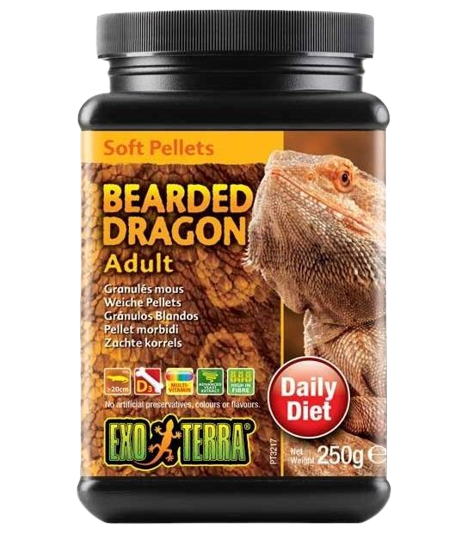 Soft Pellets
BEARDED
DRAGON
Adult
Granulés mous
Weiche Pellets
Gránulos Blandos
Pellet morbidi
Zachte korrels
>20cm
D3
MULTI-
VITAMIN
HIGH IN
FIBRE
No artificial preservatives, colours or flavours.
Daily
Diet
EXO TERRA
PT3217
Net
Weight 250g e